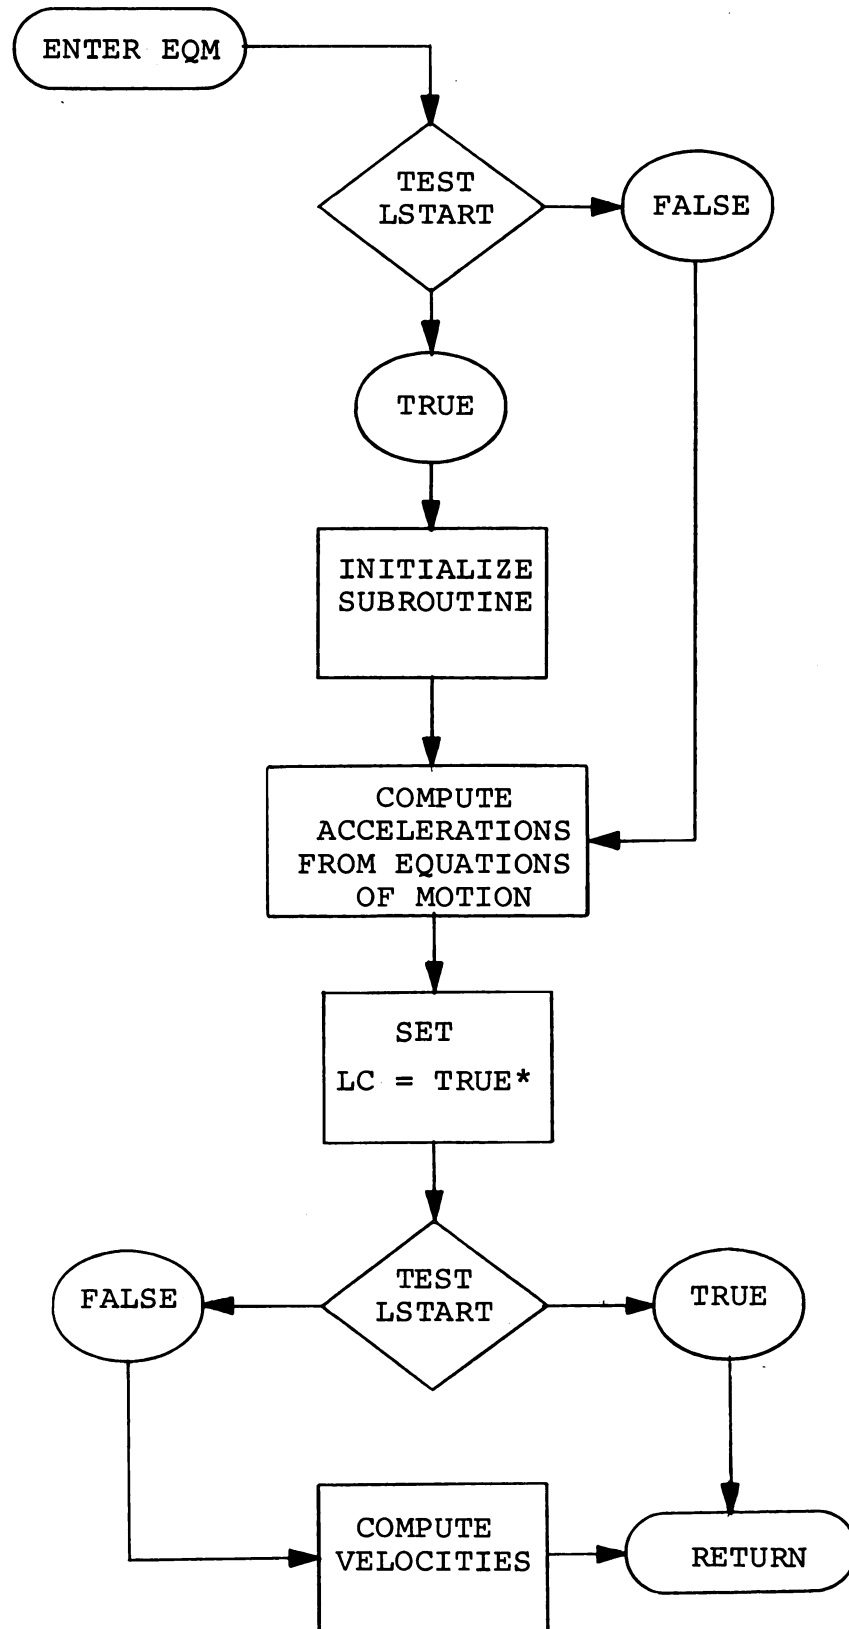 ENTER EQM
TEST
LSTART
FALSE
TRUE
INITIALIZE
SUBROUTINE
COMPUTE
ACCELERATIONS
FROM EQUATIONS
OF MOTION
SET
LC = TRUE*
TEST
LSTART
FALSE
TRUE
COMPUTE
VELOCITIES
RETURN